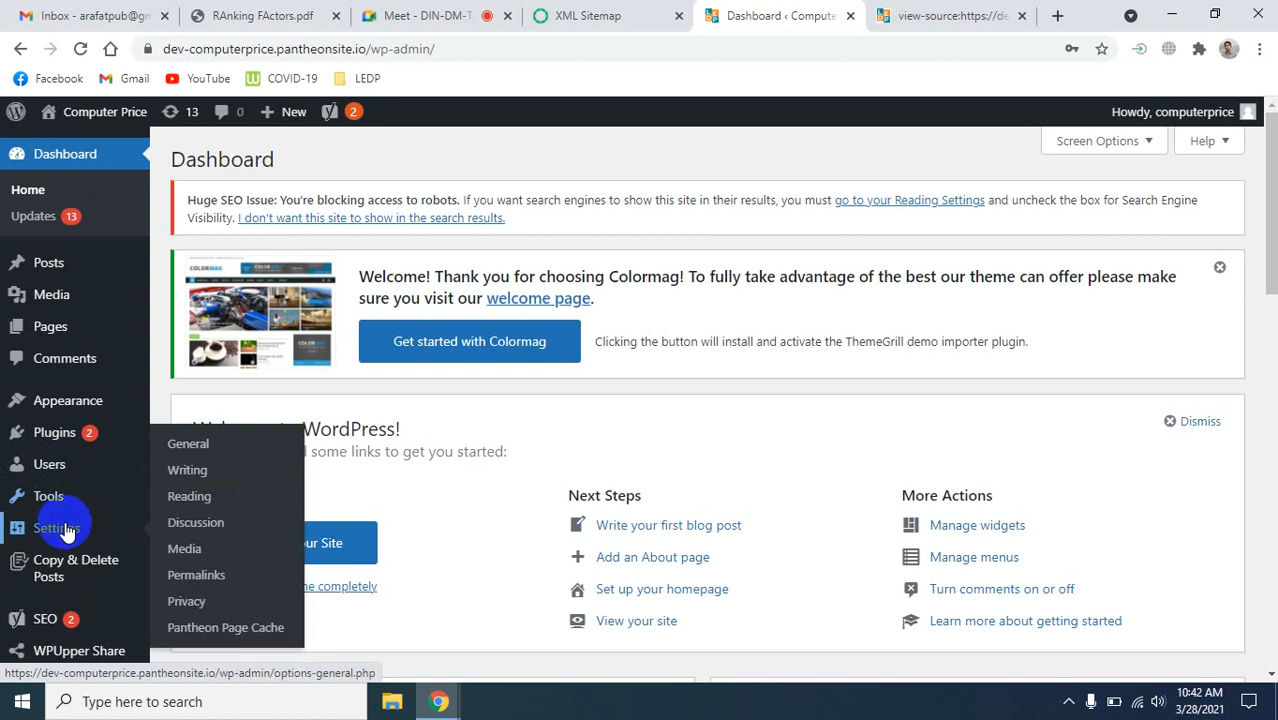 Inbox - arafatpub@gm
RAnking FActors.pdf
Meet - DIN-DM-T
XML Sitemap
Dashboard ‹ Compute
view-source:https://de
dev-computerprice.pantheonsite.io/wp-admin/
Facebook
Gmail
YouTube
COVID-19
LEDP
Computer Price
13
0
New
2
Howdy, computerprice
Dashboard
Home
Updates 13
Posts
Media
Pages
Comments
Appearance
Plugins 2
Users
Tools
Settings
Copy & Delete
Posts
SEO 2
WPUpper Share
General
Writing
Reading
Discussion
Media
Permalinks
Privacy
Pantheon Page Cache
Screen Options
Help
Dashboard
Huge SEO Issue: You're blocking access to robots. If you want search engines to show this site in their results, you must go to your Reading Settings and uncheck the box for Search Engine
Visibility. I don't want this site to show in the search results.
COLORMAG
Welcome! Thank you for choosing Colormag! To fully take advantage of the best our theme can offer please make
sure you visit our welcome page.
Get started with Colormag
Clicking the button will install and activate the ThemeGrill demo importer plugin.
WordPress!
Dismiss
some links to get you started:
Next Steps
Write your first blog post
Add an About page
Set up your homepage
View your site
More Actions
Manage widgets
Manage menus
Turn comments on or off
Learn more about getting started
ur Site
completely
https://dev-computerprice.pantheonsite.io/wp-admin/options-general.php
Type here to search
10:42 AM
3/28/2021